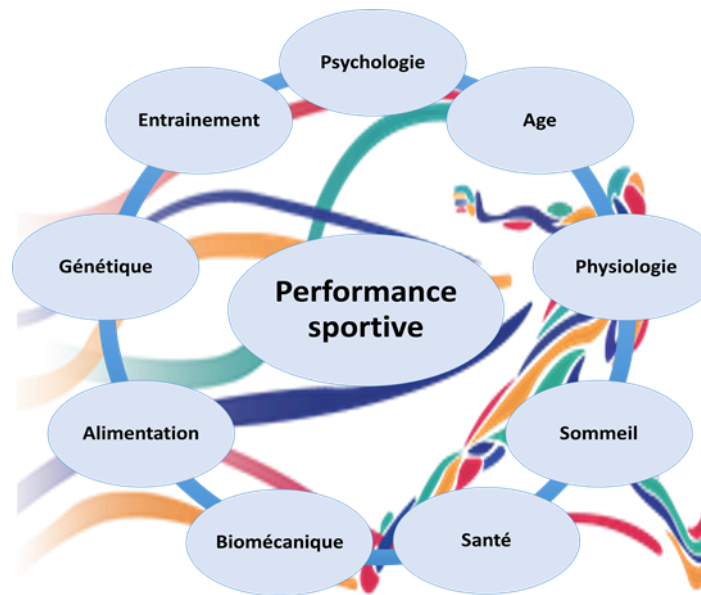 Psychologie
Age
Entrainement
Physiologie
Génétique
Performance
sportive
Sommeil
Alimentation
Santé
Biomécanique